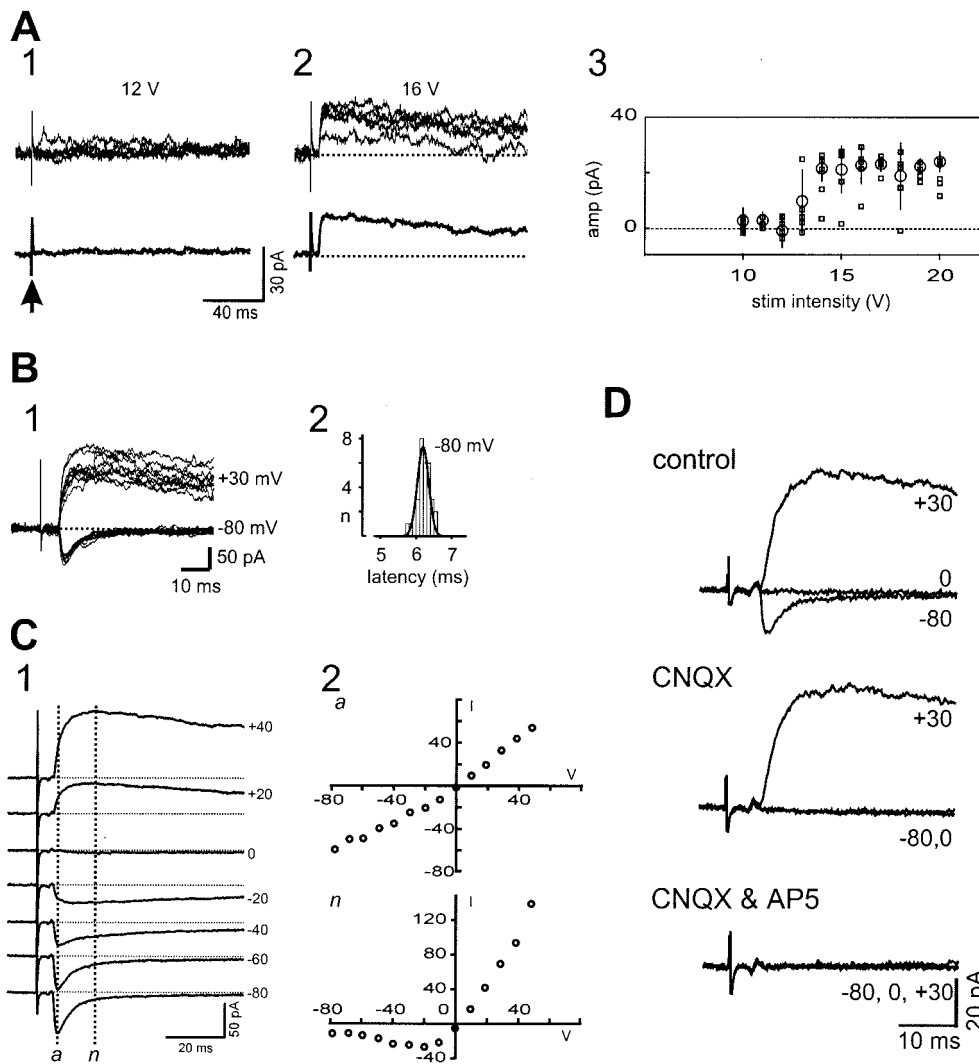 A
1
12 V
2
16 V
3
40
0
amp (pA)
10
15
20
stim intensity (V)
30 pA
40 ms
B
1
+30 mV
-80 mV
50 pA
10 ms
2
8
4
n
-80 mV
5
6
7
latency (ms)
C
1
+40
+20
0
-20
-40
-60
-80
50 pA
20 ms
a
n
2
a
I
40
V
-80
-40
40
-40
-80
n
I
120
80
40
-80
-40
0
40
V
-40
D
control
+30
0
-80
CNQX
+30
-80,0
CNQX & AP5
-80, 0, +30
20 pA
10 ms